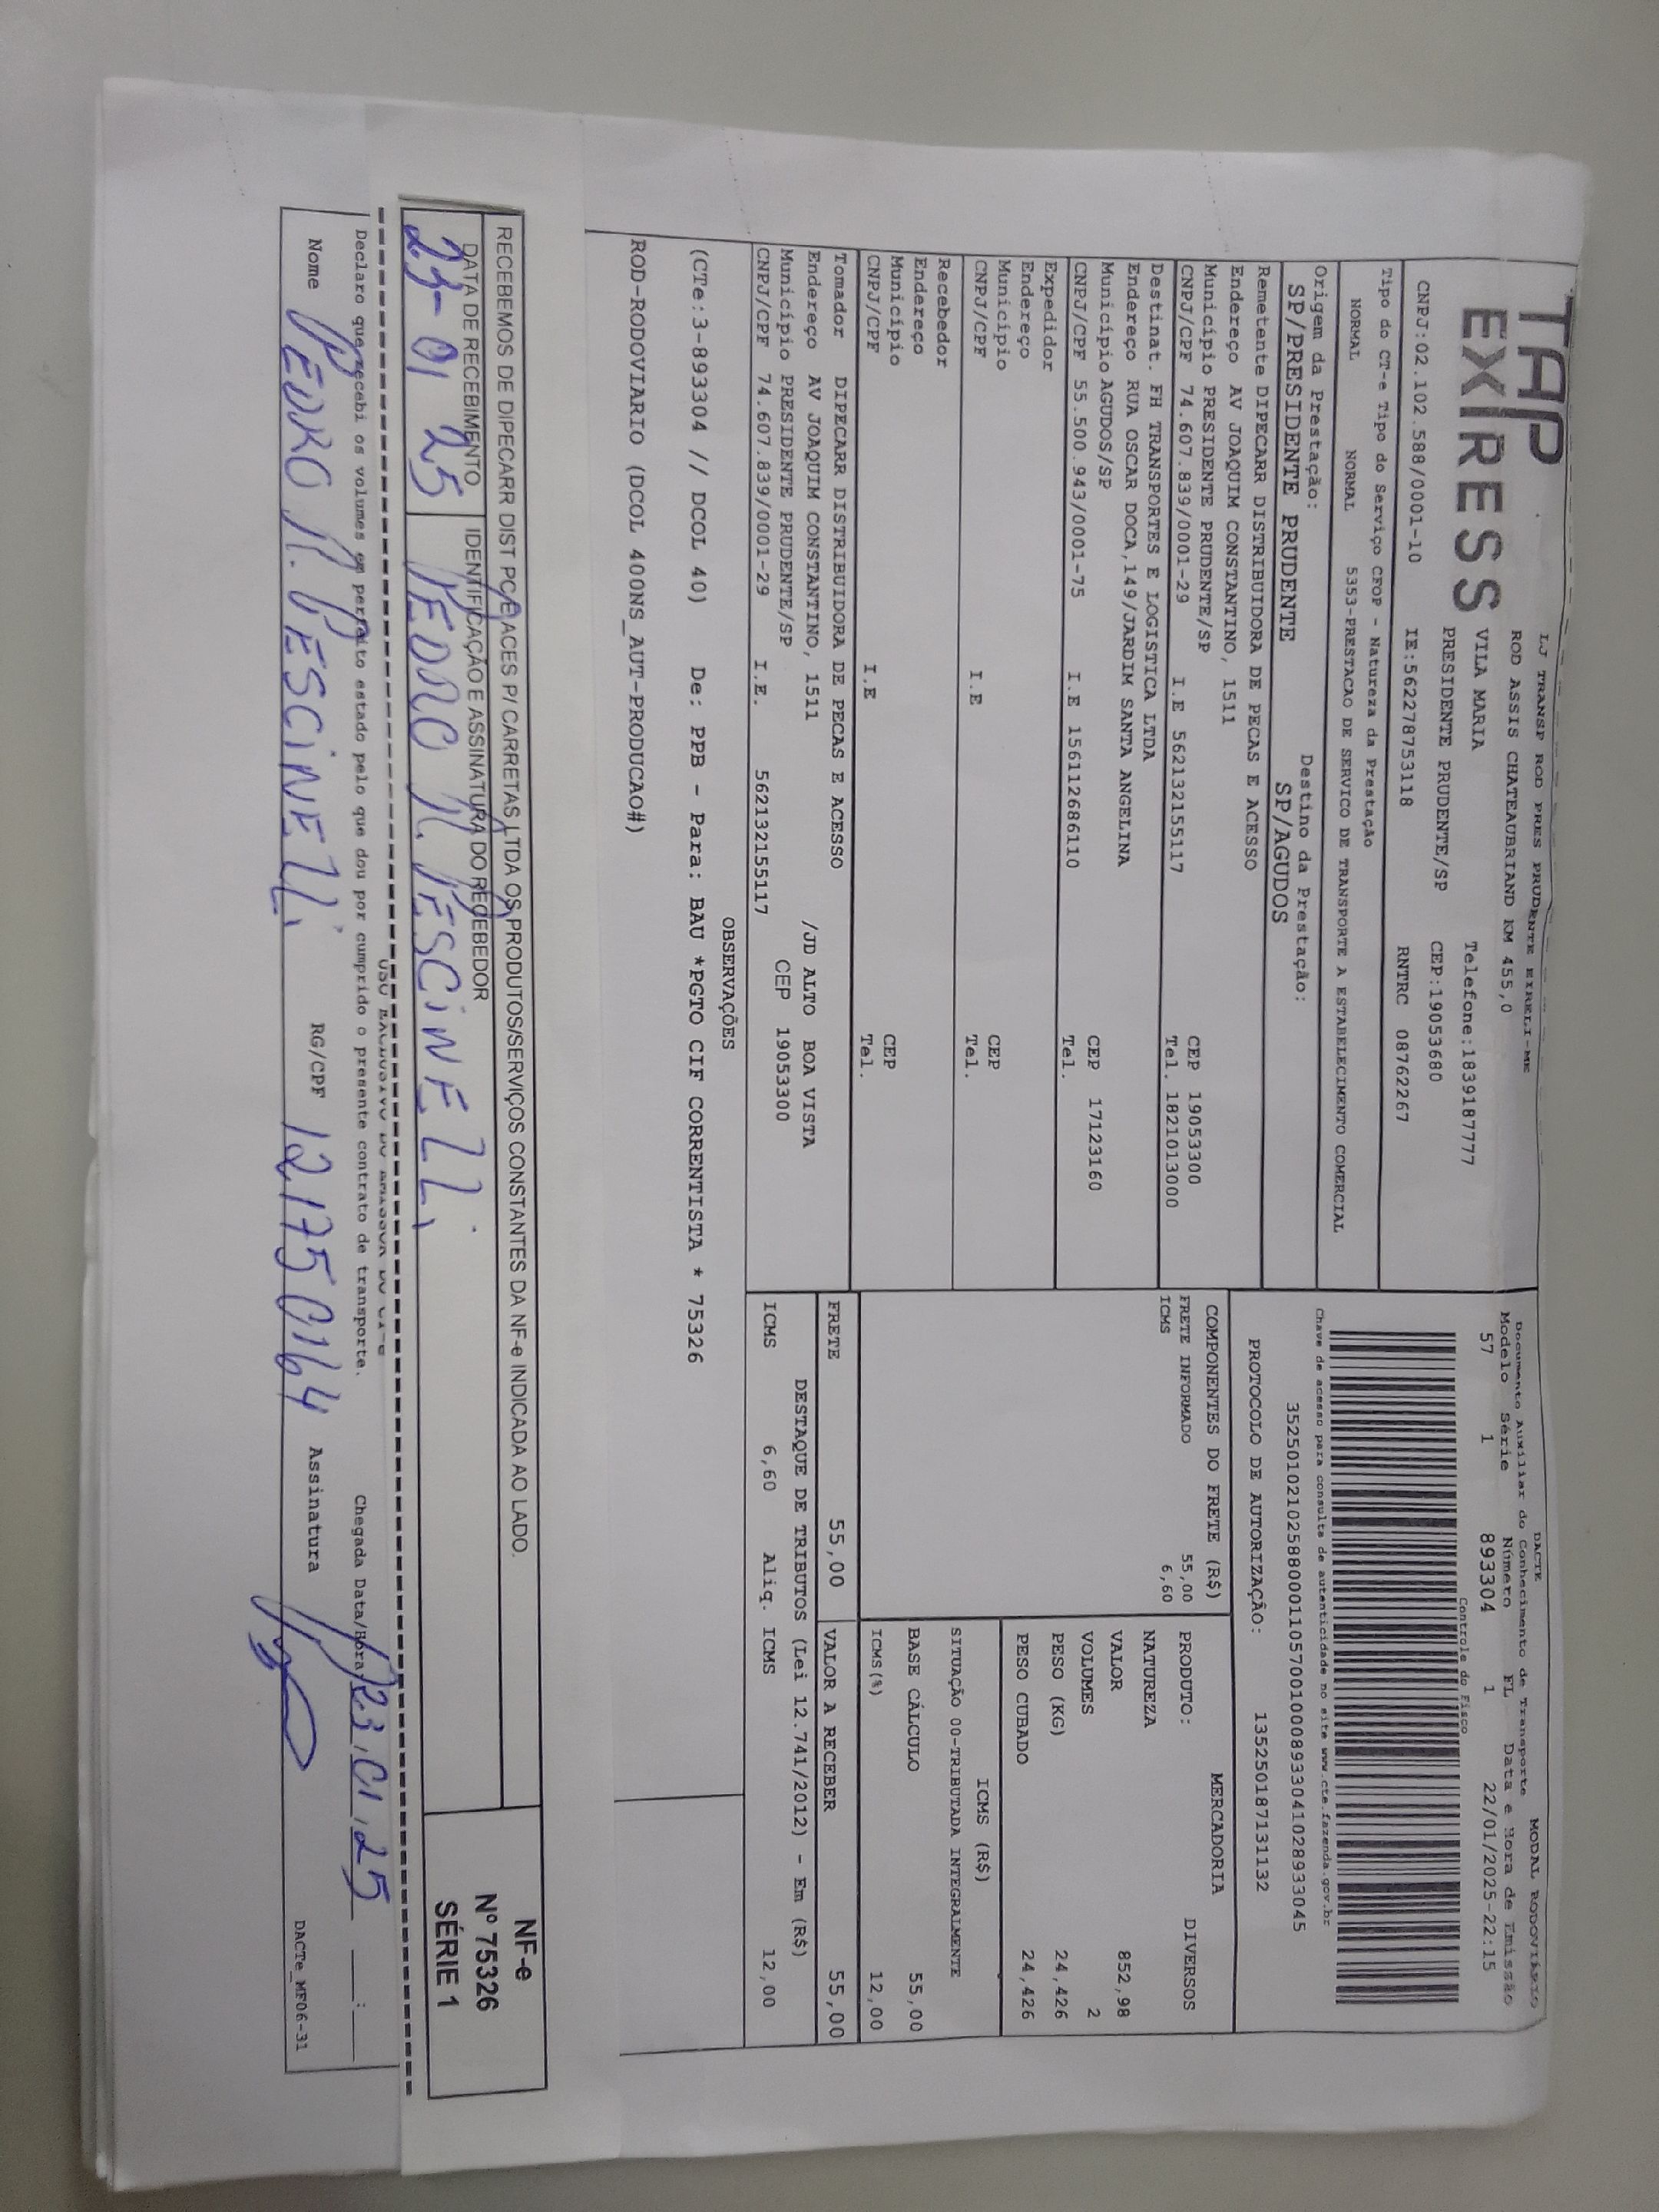 TAP
EXPRESS
LJ TRANSP ROD PRES PRUDENTE EIRELI-ME
ROD ASSIS CHATEAUBRIAND KM 455,0
VILA MARIA Telefone:1839187777
PRESIDENTE PRUDENTE/SP CEP:19053680
CNPJ:02.102.588/0001-10 IE:562278753118 RNTRC 08762267
DACTE MODAL RODOVIÁRIO
Documento Auxiliar do Conhecimento de Transporte
Modelo Série Número FL Data e Hora de Emissão
57 1 893304 1 22/01/2025-22:15
Controle do Fisco
Chave de acesso para consulta de autenticidade no site www.cte.fazenda.gov.br
35250102102588000110570010008933041028933045
PROTOCOLO DE AUTORIZAÇÃO: 135250187131132
Tipo do CT-e Tipo do Serviço CFOP - Natureza da Prestação
NORMAL NORMAL 5353-PRESTACAO DE SERVICO DE TRANSPORTE A ESTABELECIMENTO COMERCIAL
Origem da Prestação: Destino da Prestação:
SP/PRESIDENTE PRUDENTE SP/AGUDOS
Remetente DIPECARR DISTRIBUIDORA DE PECAS E ACESSO
Endereço AV JOAQUIM CONSTANTINO, 1511
Município PRESIDENTE PRUDENTE/SP CEP 19053300
CNPJ/CPF 74.607.839/0001-29 I.E 562132155117 Tel. 1821013000
Destinat. FH TRANSPORTES E LOGISTICA LTDA
Endereço RUA OSCAR DOCA,149/JARDIM SANTA ANGELINA
Município AGUDOS/SP CEP 17123160
CNPJ/CPF 55.500.943/0001-75 I.E 156112686110 Tel.
Expedidor
Endereço
Município CEP
CNPJ/CPF I.E Tel.
Recebedor
Endereço
Município CEP
CNPJ/CPF I.E Tel.
Tomador DIPECARR DISTRIBUIDORA DE PECAS E ACESSO
Endereço AV JOAQUIM CONSTANTINO, 1511 /JD ALTO BOA VISTA
Município PRESIDENTE PRUDENTE/SP CEP 19053300
CNPJ/CPF 74.607.839/0001-29 I.E. 562132155117
COMPONENTES DO FRETE (R$)
FRETE INFORMADO 55,00
ICMS 6,60
MERCADORIA
PRODUTO: DIVERSOS
NATUREZA
VALOR 852,98
VOLUMES 2
PESO (KG) 24,426
PESO CUBADO 24,426
ICMS (R$)
SITUAÇÃO 00-TRIBUTADA INTEGRALMENTE
BASE CÁLCULO 55,00
ICMS(%) 12,00
FRETE 55,00 VALOR A RECEBER 55,00
DESTAQUE DE TRIBUTOS (Lei 12.741/2012) - Em (R$)
ICMS 6,60 Aliq. ICMS 12,00
OBSERVAÇÕES
(CTe:3-893304 // DCOL 40) De: PPB - Para: BAU *PGTO CIF CORRENTISTA * 75326
ROD-RODOVIARIO (DCOL 400NS_AUT-PRODUCAO#)
RECEBEMOS DE DIPECARR DIST PCE ACES P/ CARRETAS LTDA OS PRODUTOS/SERVIÇOS CONSTANTES DA NF-e INDICADA AO LADO.
DATA DE RECEBIMENTO IDENTIFICAÇÃO E ASSINATURA DO RECEBEDOR
23-01 25 PEDRO N. PESCINELLI
NF-e
Nº 75326
SÉRIE 1
USO EXCLUSIVO DO EMISSOR DO CT-e
Declaro que recebi os volumes em perfeito estado pelo que dou por cumprido o presente contrato de transporte. Chegada Data/Hora 23,01,25 __:__
Nome PEDRO N. PESCINELLI RG/CPF 12.175 0164 Assinatura
DACTe_MF06-31